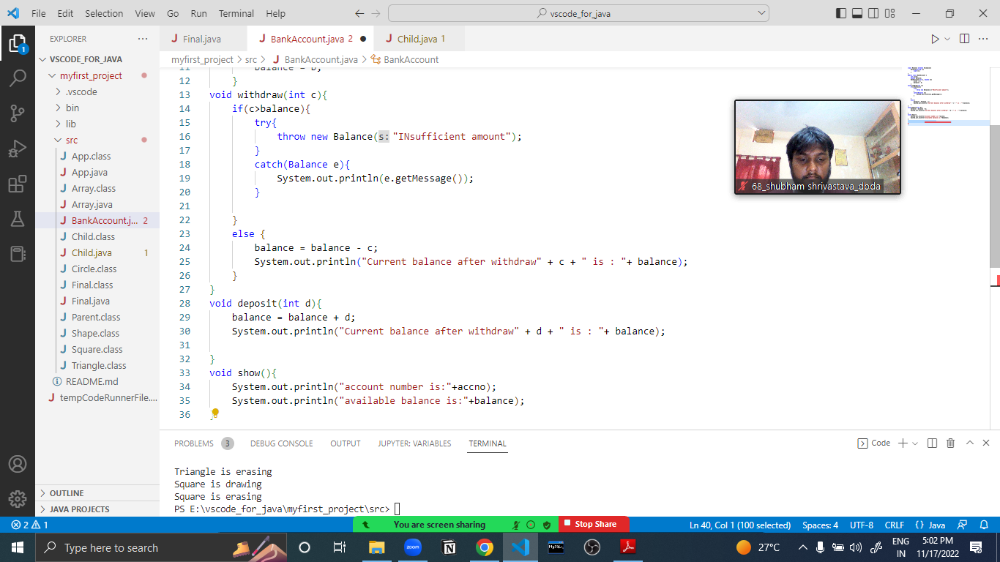 File Edit Selection View Go Run Terminal Help
vscode_for_java
EXPLORER
Final.java
BankAccount.java 2
Child.java 1
VSCODE_FOR_JAVA
myfirst_project > src > BankAccount.java > BankAccount
myfirst_project
.vscode
bin
lib
src
App.class
App.java
Array.class
Array.java
BankAccount.j... 2
Child.class
Child.java 1
Circle.class
Final.class
Final.java
Parent.class
Shape.class
Square.class
Triangle.class
README.md
tempCodeRunnerFile....
OUTLINE
JAVA PROJECTS
11 balance = b;
12 }
13 void withdraw(int c){
14 if(c>balance){
15 try{
16 throw new Balance(s: "INsufficient amount");
17 }
18 catch(Balance e){
19 System.out.println(e.getMessage());
20 }
21
22 }
23 else {
24 balance = balance - c;
25 System.out.println("Current balance after withdraw" + c + " is : "+ balance);
26 }
27 }
28 void deposit(int d){
29 balance = balance + d;
30 System.out.println("Current balance after withdraw" + d + " is : "+ balance);
31
32 }
33 void show(){
34 System.out.println("account number is:"+accno);
35 System.out.println("available balance is:"+balance);
36
68_shubham shrivastava_dbda
PROBLEMS 3 DEBUG CONSOLE OUTPUT JUPYTER: VARIABLES TERMINAL
Code
Triangle is erasing
Square is drawing
Square is erasing
PS E:\vscode_for_java\myfirst_project\src>
2 1
You are screen sharing
Stop Share
Ln 40, Col 1 (100 selected) Spaces: 4 UTF-8 CRLF {} Java
Type here to search
zoom
27°C
ENG
IN
5:02 PM
11/17/2022